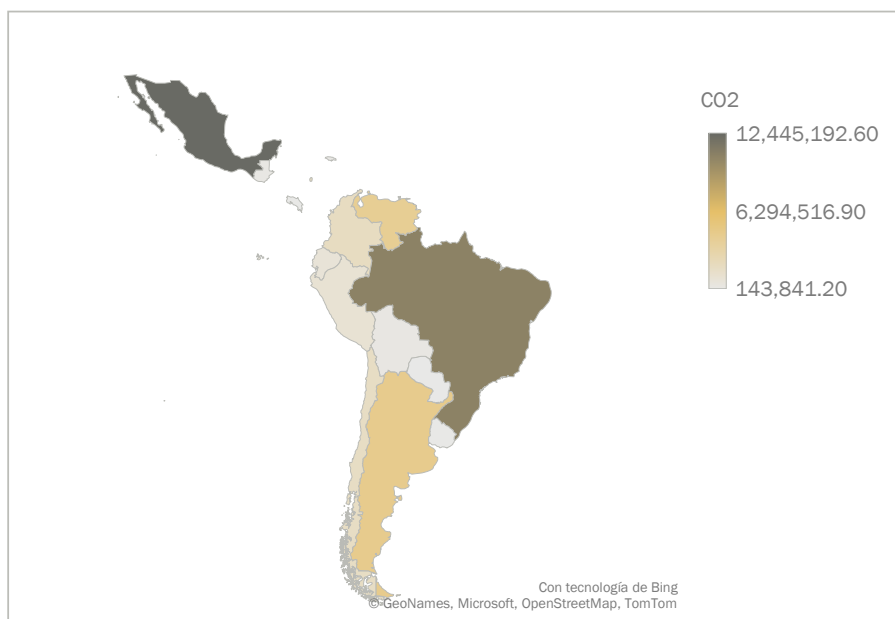 CO2
12,445,192.60
6,294,516.90
143,841.20
Con tecnología de Bing
© GeoNames, Microsoft, OpenStreetMap, TomTom